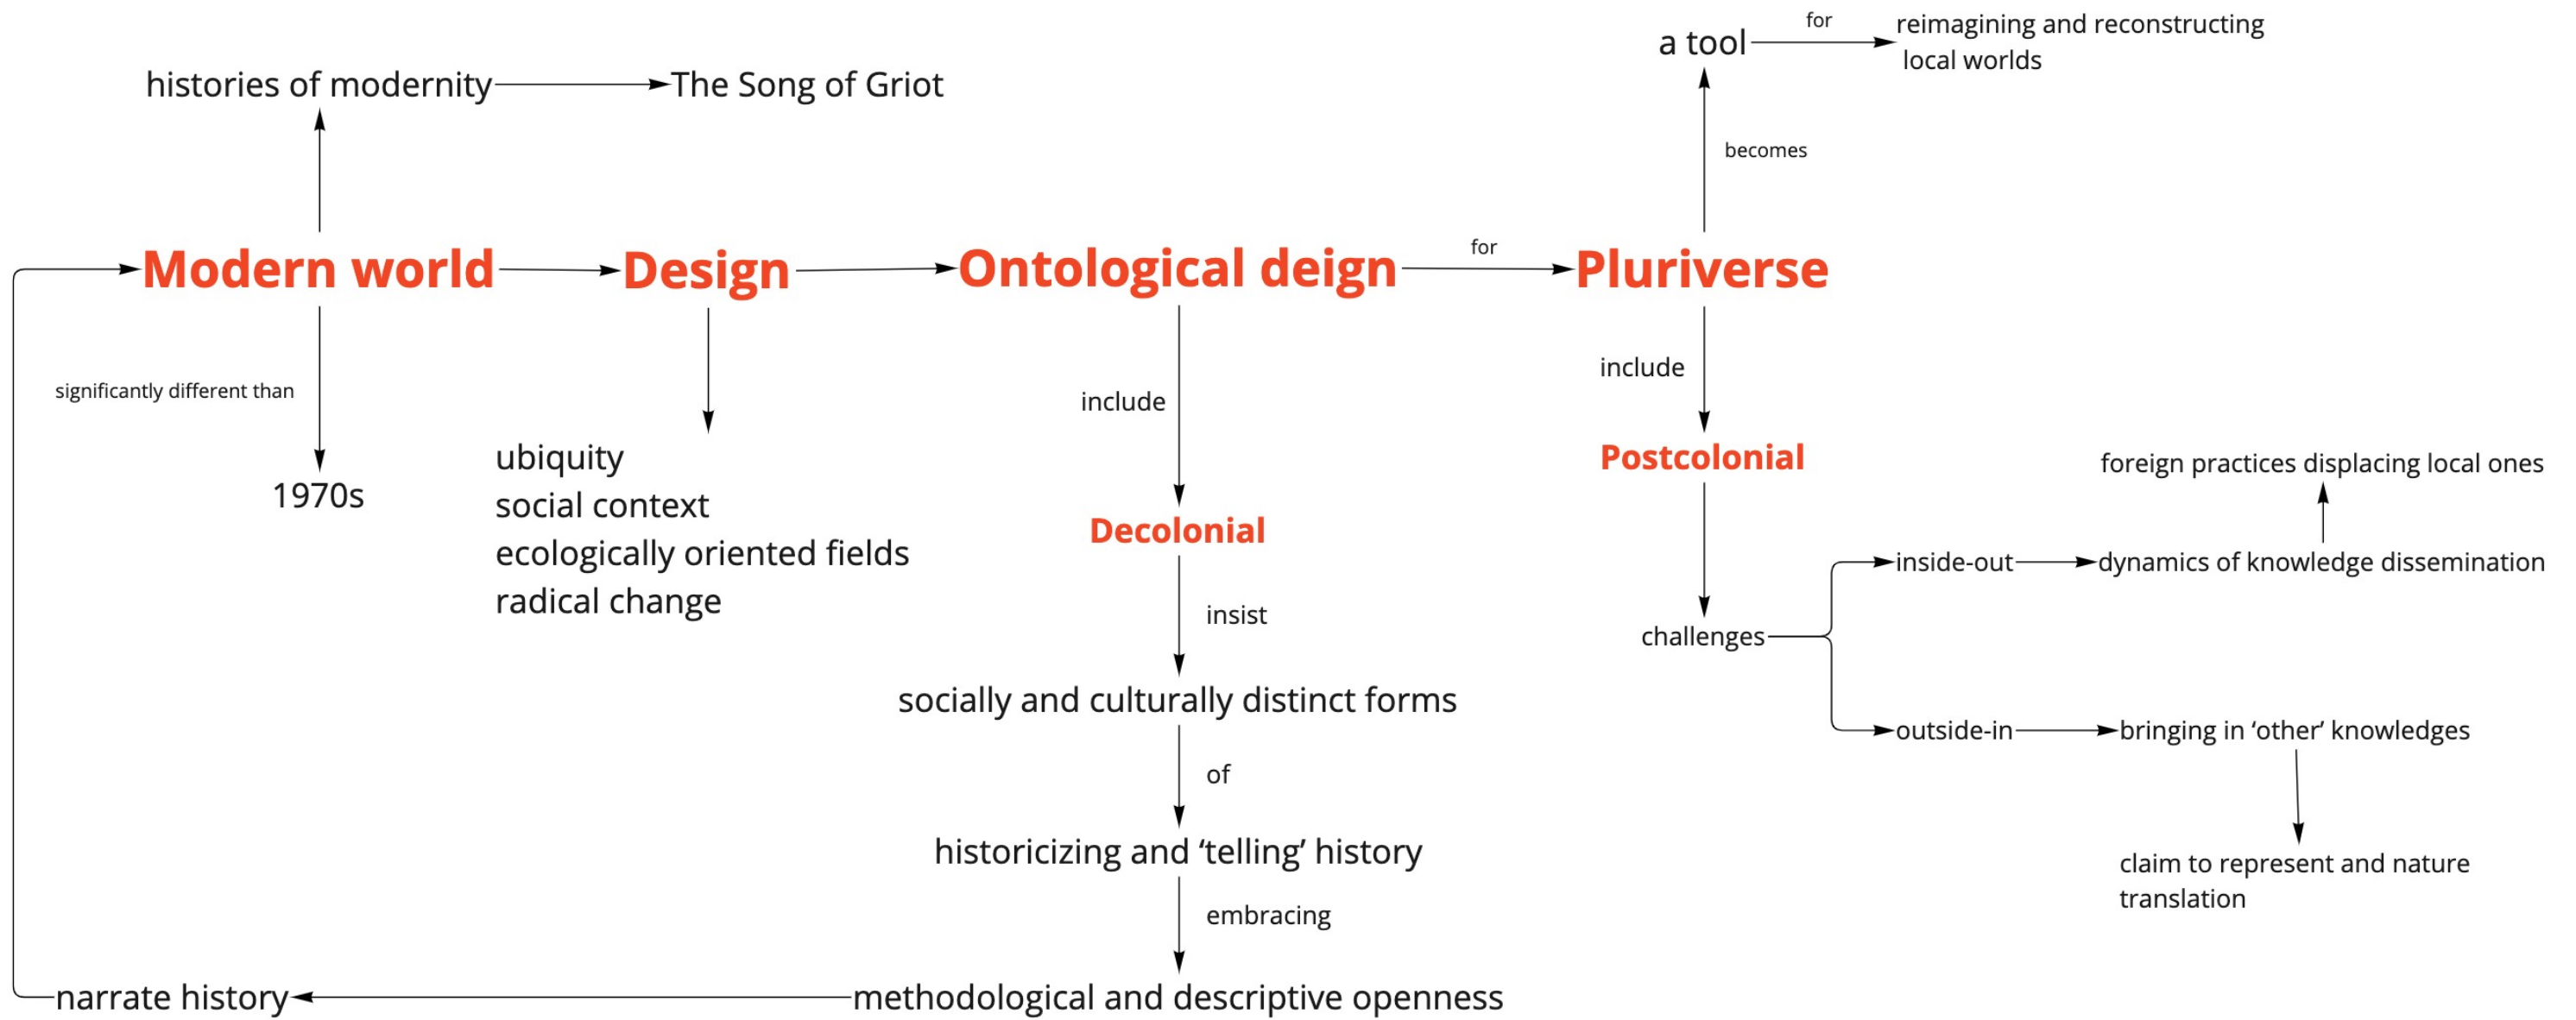 for
a tool
reimagining and reconstructing
local worlds
histories of modernity
The Song of Griot
becomes
Modern world
Design
Ontological deign
for
Pluriverse
significantly different than
include
include
1970s
ubiquity
social context
ecologically oriented fields
radical change
Decolonial
Postcolonial
foreign practices displacing local ones
insist
inside-out
dynamics of knowledge dissemination
challenges
socially and culturally distinct forms
outside-in
bringing in ‘other’ knowledges
of
historicizing and ‘telling’ history
claim to represent and nature
translation
embracing
narrate history
methodological and descriptive openness